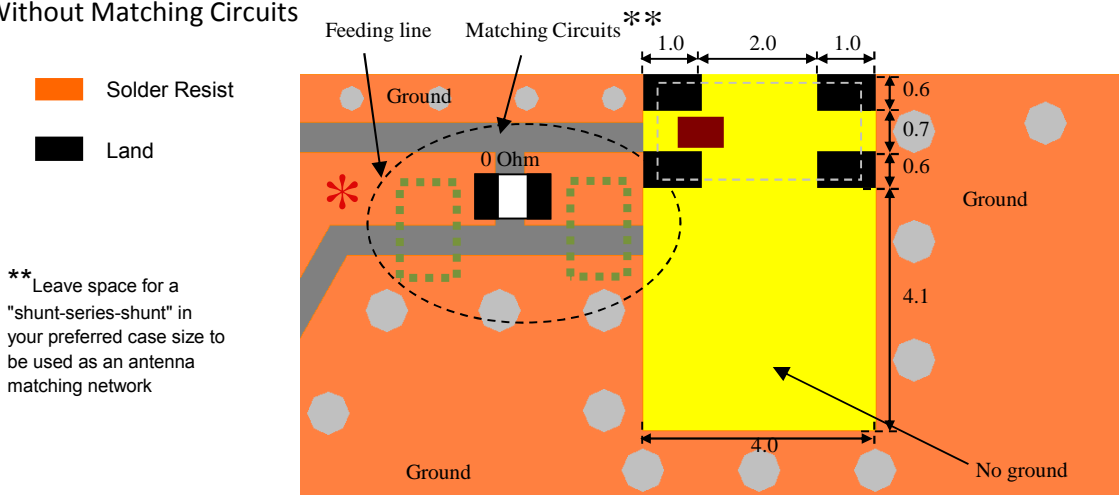 Without Matching Circuits
Feeding line
Matching Circuits**
1.0
2.0
1.0
Solder Resist
Land
Ground
0 Ohm
*
0.6
0.7
0.6
Ground
4.1
**Leave space for a
"shunt-series-shunt" in
your preferred case size to
be used as an antenna
matching network
4.0
Ground
No ground